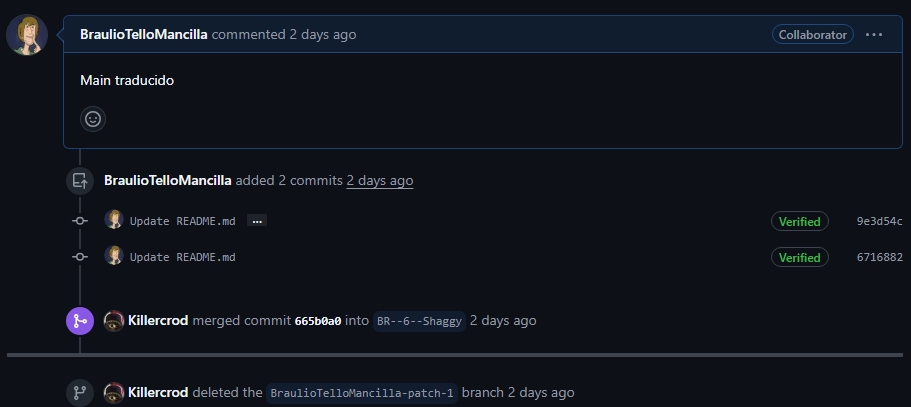 BraulioTelloMancilla commented 2 days ago Collaborator ...
Main traducido
BraulioTelloMancilla added 2 commits 2 days ago
Update README.md ... Verified 9e3d54c
Update README.md Verified 6716882
Killercrod merged commit 665b0a0 into BR--6--Shaggy 2 days ago
Killercrod deleted the BraulioTelloMancilla-patch-1 branch 2 days ago